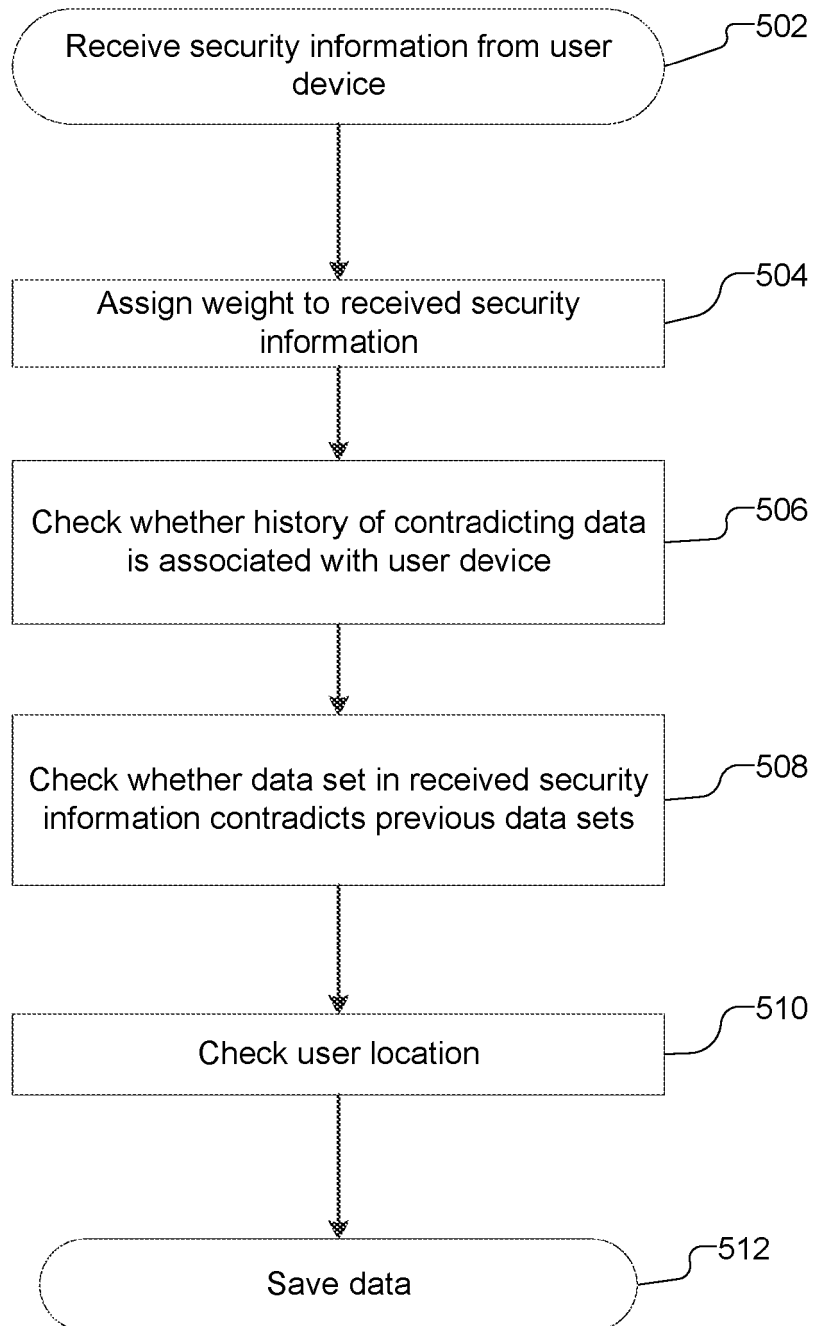 Receive security information from user
device
502
Assign weight to received security
information
504
Check whether history of contradicting data
is associated with user device
506
Check whether data set in received security
information contradicts previous data sets
508
Check user location
510
Save data
512